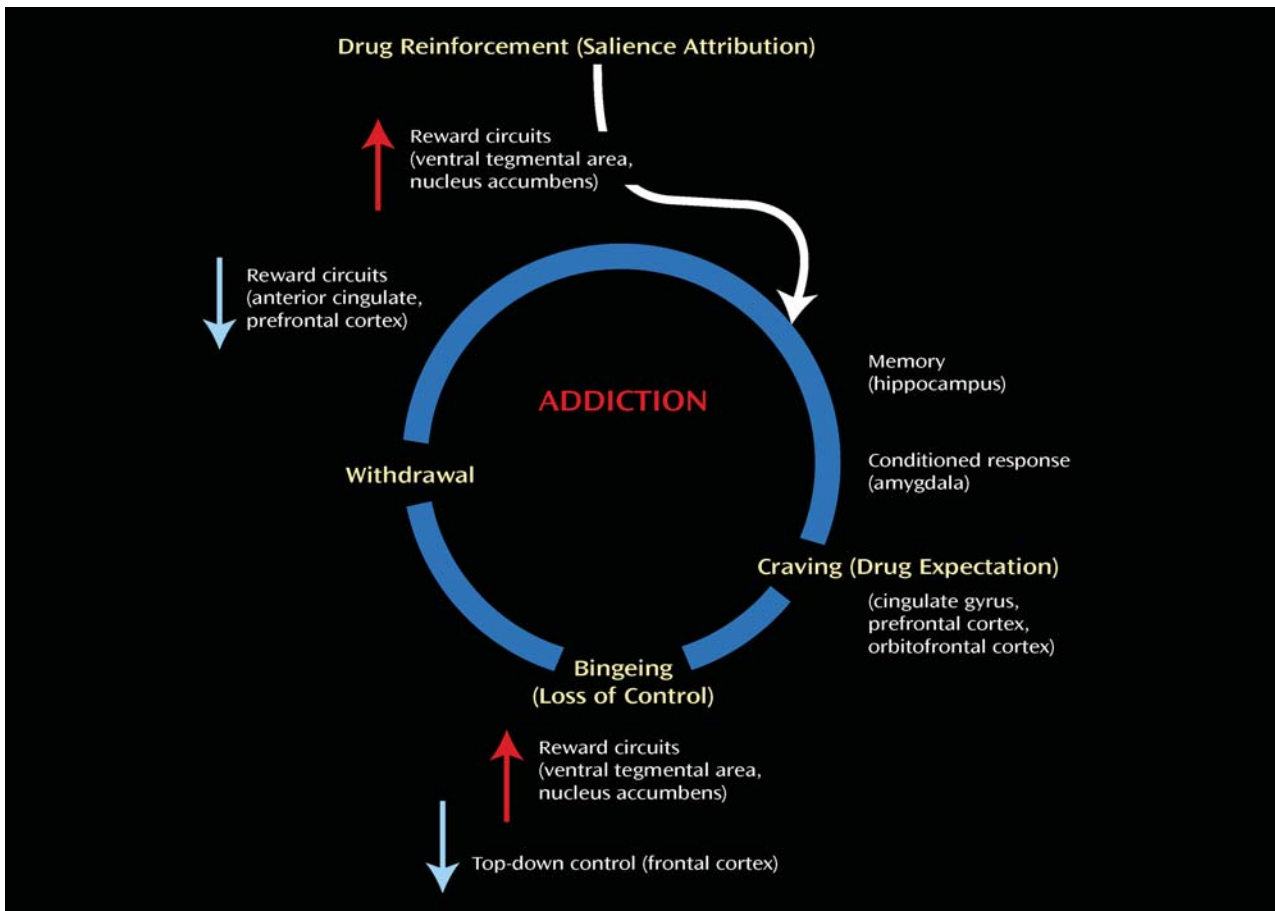 Drug Reinforcement (Salience Attribution)
Reward circuits
(ventral tegmental area,
nucleus accumbens)
Reward circuits
(anterior cingulate,
prefrontal cortex)
Memory
(hippocampus)
ADDICTION
Conditioned response
(amygdala)
Withdrawal
Craving (Drug Expectation)
(cingulate gyrus,
prefrontal cortex,
orbitofrontal cortex)
Bingeing
(Loss of Control)
Reward circuits
(ventral tegmental area,
nucleus accumbens)
Top-down control (frontal cortex)